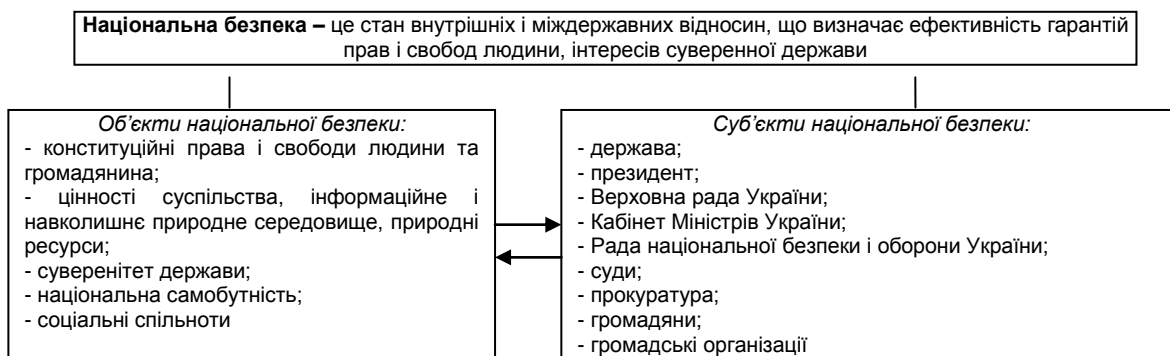 Національна безпека – це стан внутрішніх і міждержавних відносин, що визначає ефективність гарантій
прав і свобод людини, інтересів суверенної держави
Об’єкти національної безпеки:
- конституційні права і свободи людини та
громадянина;
- цінності суспільства, інформаційне і
навколишнє природне середовище, природні
ресурси;
- суверенітет держави;
- національна самобутність;
- соціальні спільноти
Суб’єкти національної безпеки:
- держава;
- президент;
- Верховна рада України;
- Кабінет Міністрів України;
- Рада національної безпеки і оборони України;
- суди;
- прокуратура;
- громадяни;
- громадські організації